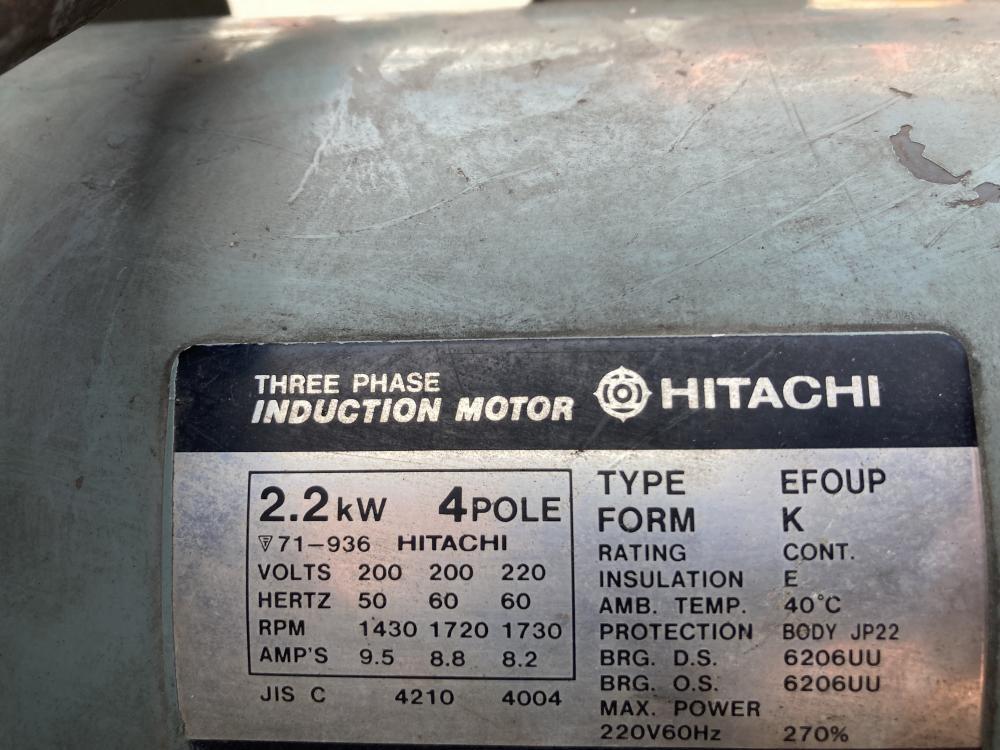 THREE PHASE
INDUCTION MOTOR
HITACHI
2.2 kW 4 POLE
71-936 HITACHI
VOLTS 200 200 220
HERTZ 50 60 60
RPM 1430 1720 1730
AMP'S 9.5 8.8 8.2
JIS C 4210 4004
TYPE EFOUP
FORM K
RATING CONT.
INSULATION E
AMB. TEMP. 40°C
PROTECTION BODY JP22
BRG. D.S. 6206UU
BRG. O.S. 6206UU
MAX. POWER
220V60Hz 270%